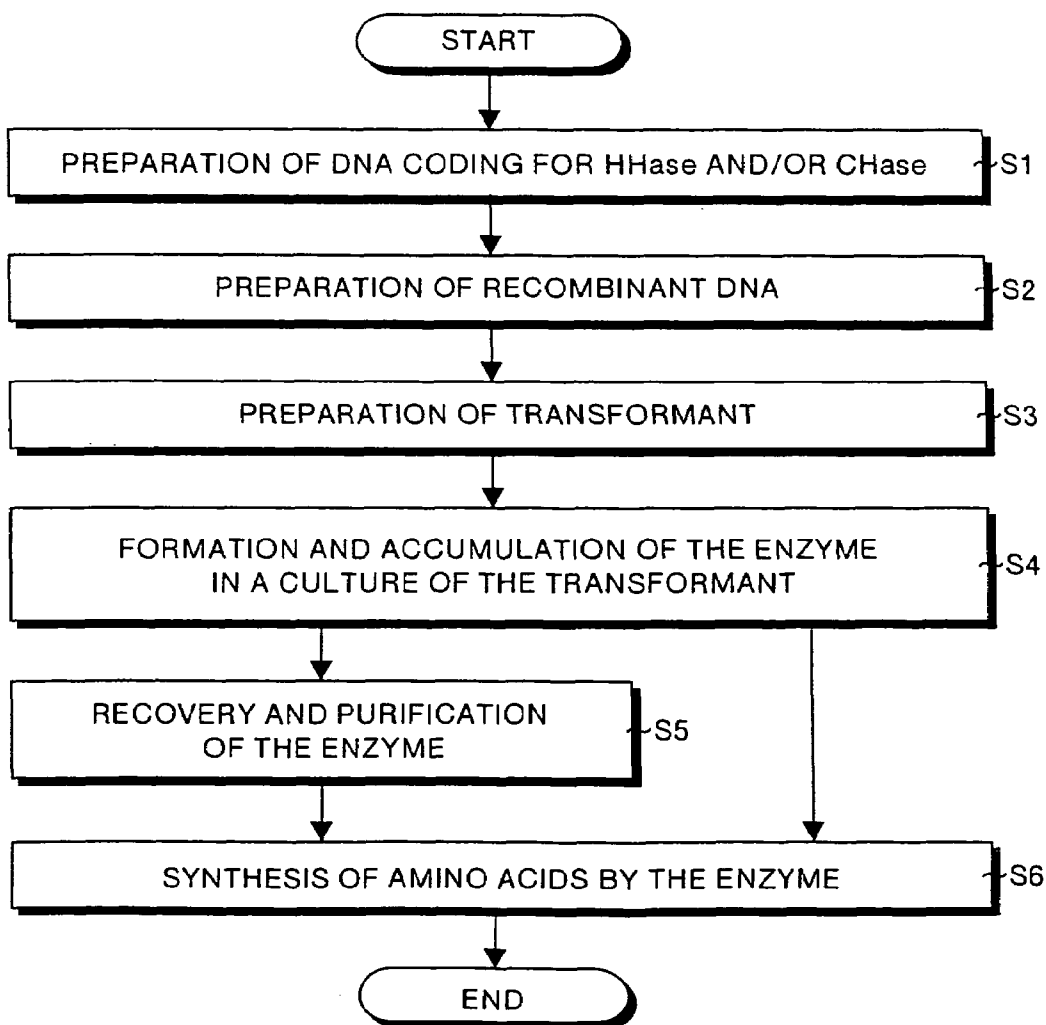 START
PREPARATION OF DNA CODING FOR HHase AND/OR CHase
S1
PREPARATION OF RECOMBINANT DNA
S2
PREPARATION OF TRANSFORMANT
S3
FORMATION AND ACCUMULATION OF THE ENZYME
IN A CULTURE OF THE TRANSFORMANT
S4
RECOVERY AND PURIFICATION
OF THE ENZYME
S5
SYNTHESIS OF AMINO ACIDS BY THE ENZYME
S6
END